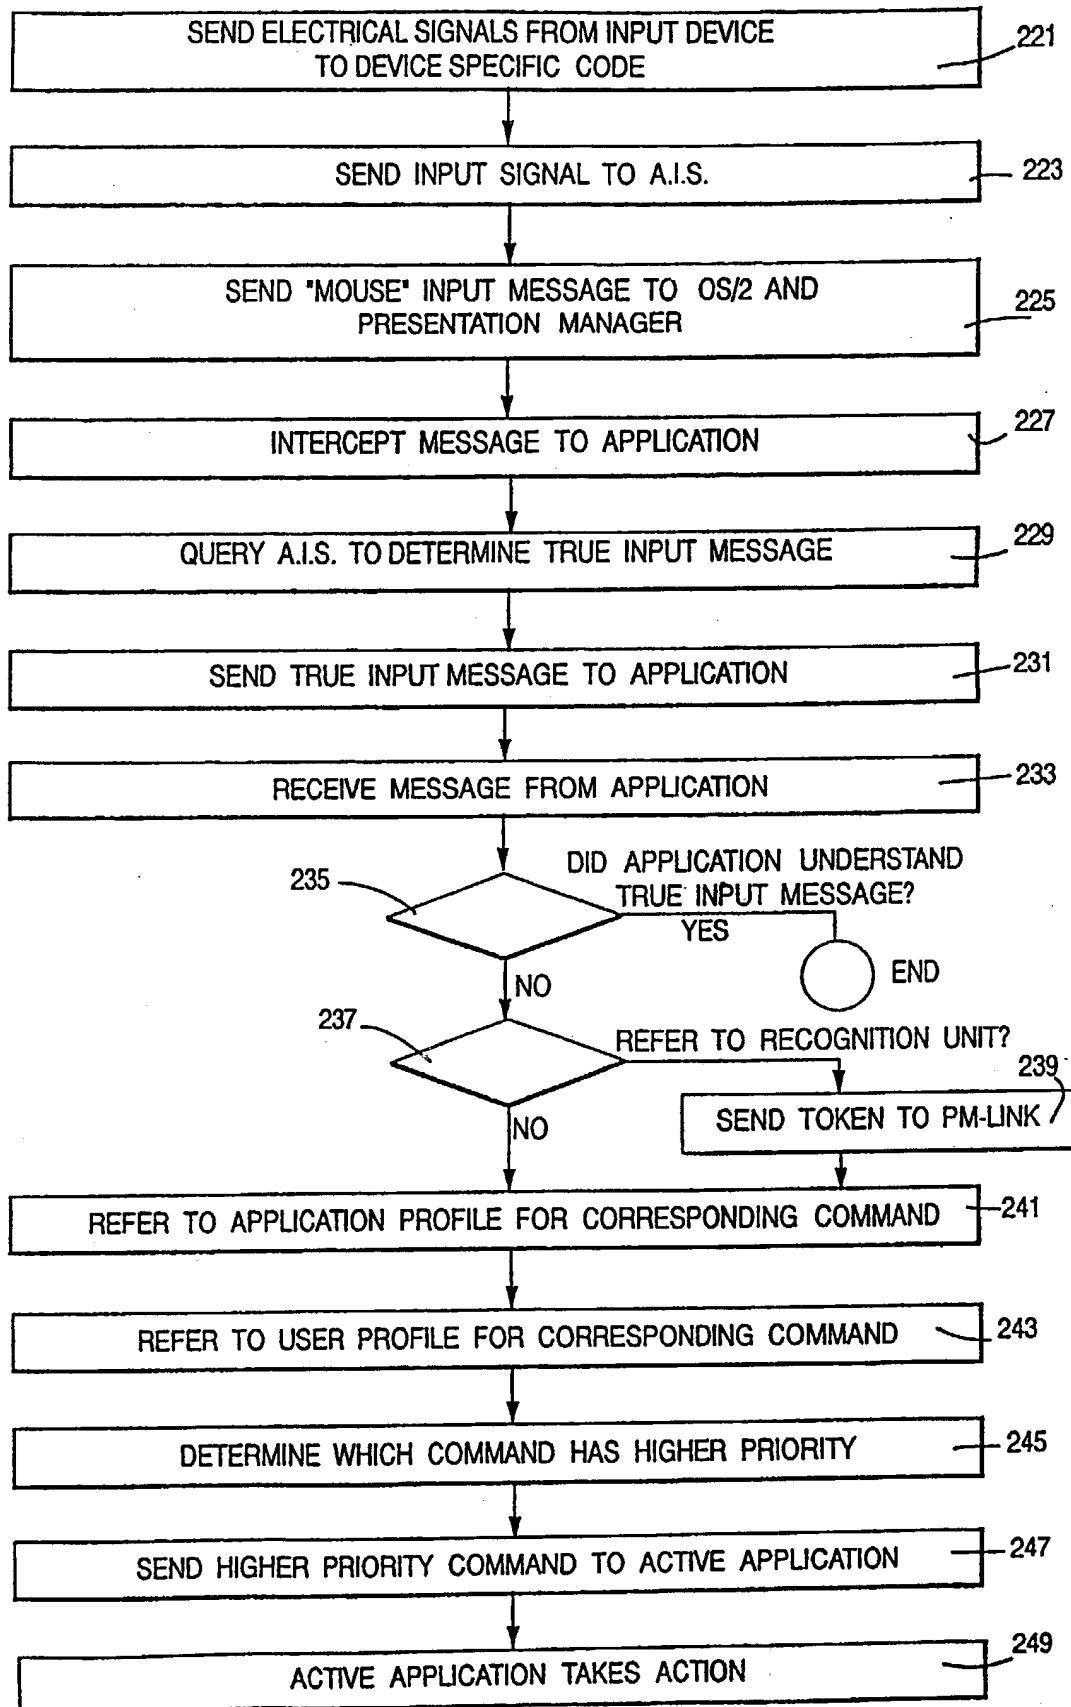 SEND ELECTRICAL SIGNALS FROM INPUT DEVICE
TO DEVICE SPECIFIC CODE
221
SEND INPUT SIGNAL TO A.I.S.
223
SEND "MOUSE" INPUT MESSAGE TO OS/2 AND
PRESENTATION MANAGER
225
INTERCEPT MESSAGE TO APPLICATION
227
QUERY A.I.S. TO DETERMINE TRUE INPUT MESSAGE
229
SEND TRUE INPUT MESSAGE TO APPLICATION
231
RECEIVE MESSAGE FROM APPLICATION
233
235
DID APPLICATION UNDERSTAND
TRUE INPUT MESSAGE?
YES
END
NO
237
REFER TO RECOGNITION UNIT?
239
SEND TOKEN TO PM-LINK
NO
REFER TO APPLICATION PROFILE FOR CORRESPONDING COMMAND
241
REFER TO USER PROFILE FOR CORRESPONDING COMMAND
243
DETERMINE WHICH COMMAND HAS HIGHER PRIORITY
245
SEND HIGHER PRIORITY COMMAND TO ACTIVE APPLICATION
247
ACTIVE APPLICATION TAKES ACTION
249